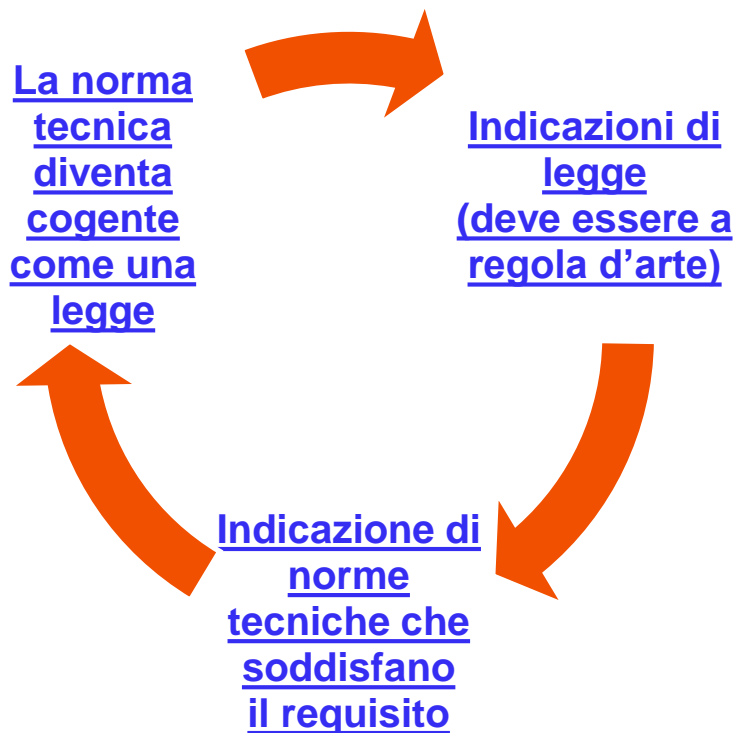 La norma
tecnica
diventa
cogente
come una
legge
Indicazioni di
legge
(deve essere a
regola d’arte)
Indicazione di
norme
tecniche che
soddisfano
il requisito